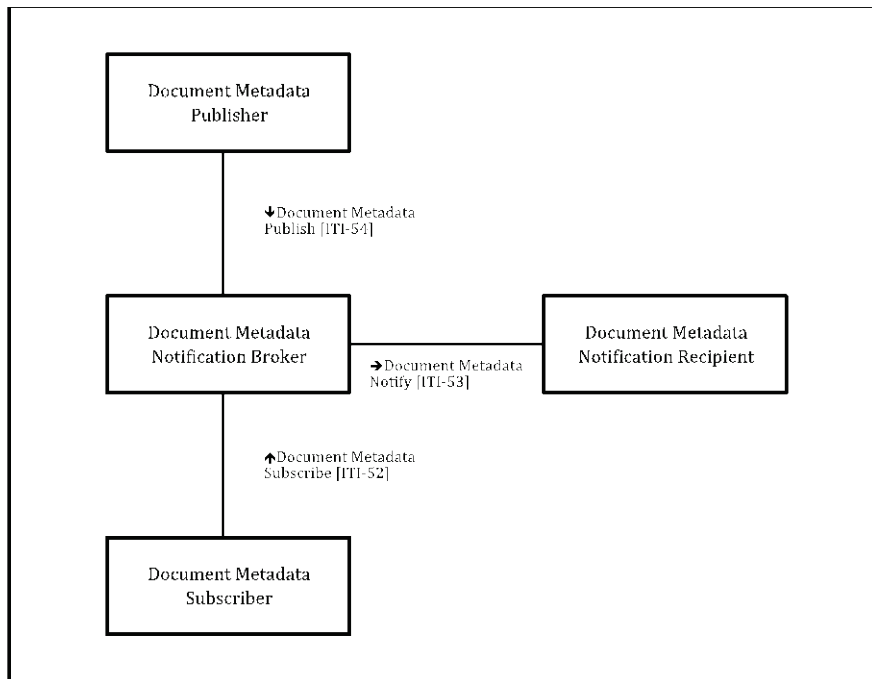 Document Metadata
Publisher
↓Document Metadata
Publish [ITI-54]
Document Metadata
Notification Broker
Document Metadata
Notification Recipient
→Document Metadata
Notify [ITI-53]
↑Document Metadata
Subscribe [ITI-52]
Document Metadata
Subscriber